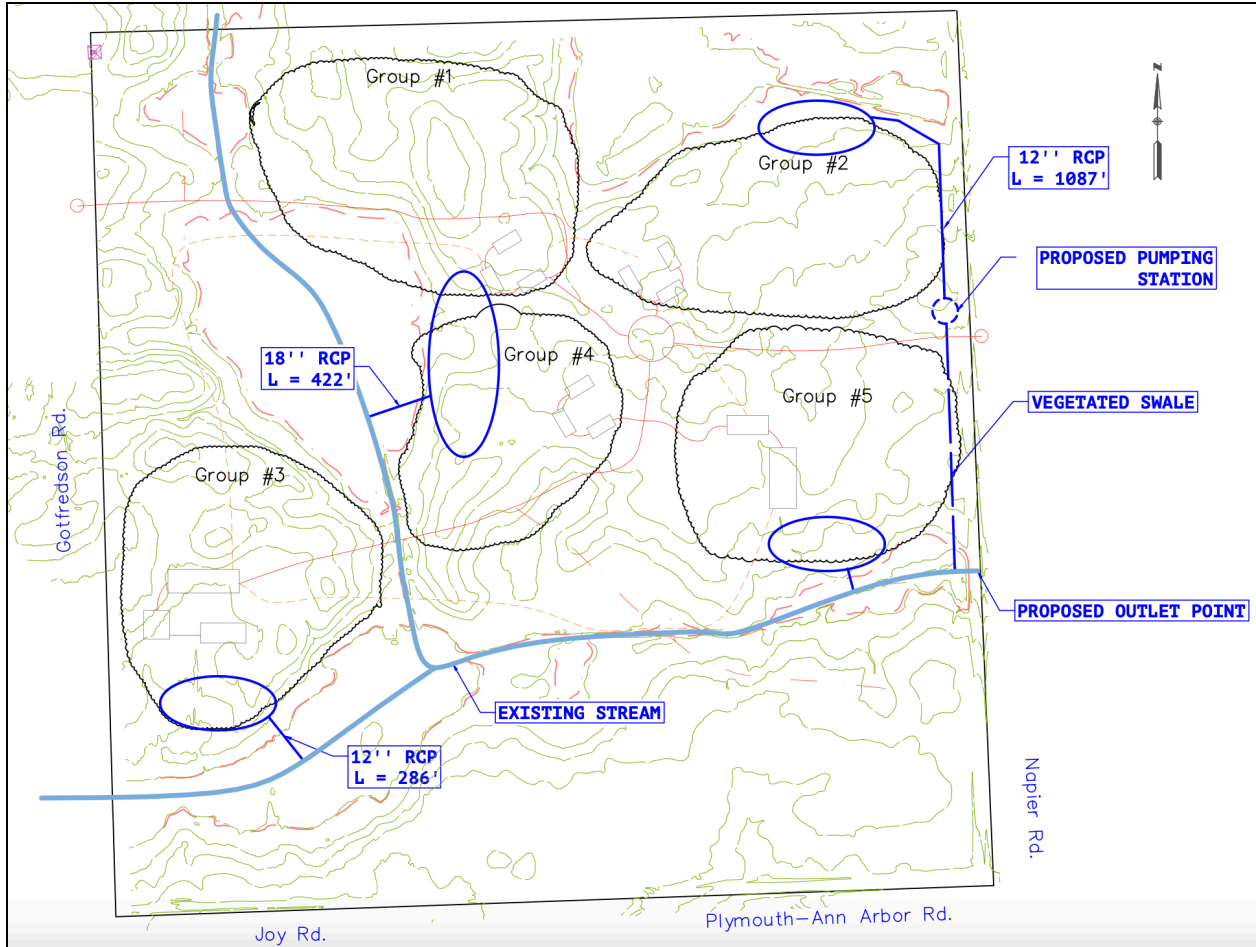 N
Group #1
Group #2
12'' RCP
L = 1087'
PROPOSED PUMPING
STATION
18'' RCP
L = 422'
Group #4
Group #5
VEGETATED SWALE
Gotfredson Rd.
Group #3
PROPOSED OUTLET POINT
EXISTING STREAM
12'' RCP
L = 286'
Napier Rd.
Plymouth-Ann Arbor Rd.
Joy Rd.